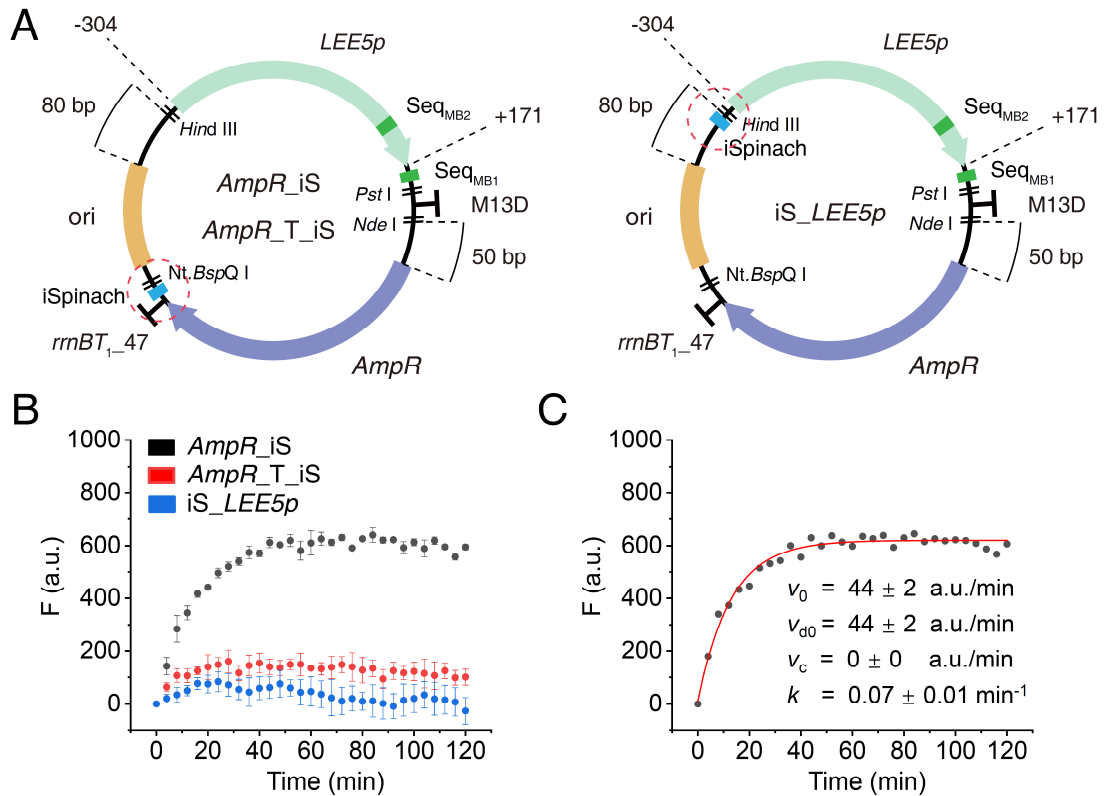 A
-304
LEE5p
80 bp
Hind III
SeqMB2
+171
SeqMB1
Pst I
M13D
Nde I
50 bp
AmpR_iS
AmpR_T_iS
ori
Nt.BspQ I
iSpinach
rrnBT1_47
AmpR
-304
LEE5p
80 bp
Hind III
iSpinach
SeqMB2
+171
SeqMB1
Pst I
M13D
Nde I
50 bp
iS_LEE5p
ori
Nt.BspQ I
rrnBT1_47
AmpR
B
1000
800
600
400
200
0
F (a.u.)
AmpR_iS
AmpR_T_iS
iS_LEE5p
0 20 40 60 80 100 120
Time (min)
C
1000
800
600
400
200
0
F (a.u.)
v0 = 44 ± 2 a.u./min
vd0 = 44 ± 2 a.u./min
vc = 0 ± 0 a.u./min
k = 0.07 ± 0.01 min-1
0 20 40 60 80 100 120
Time (min)